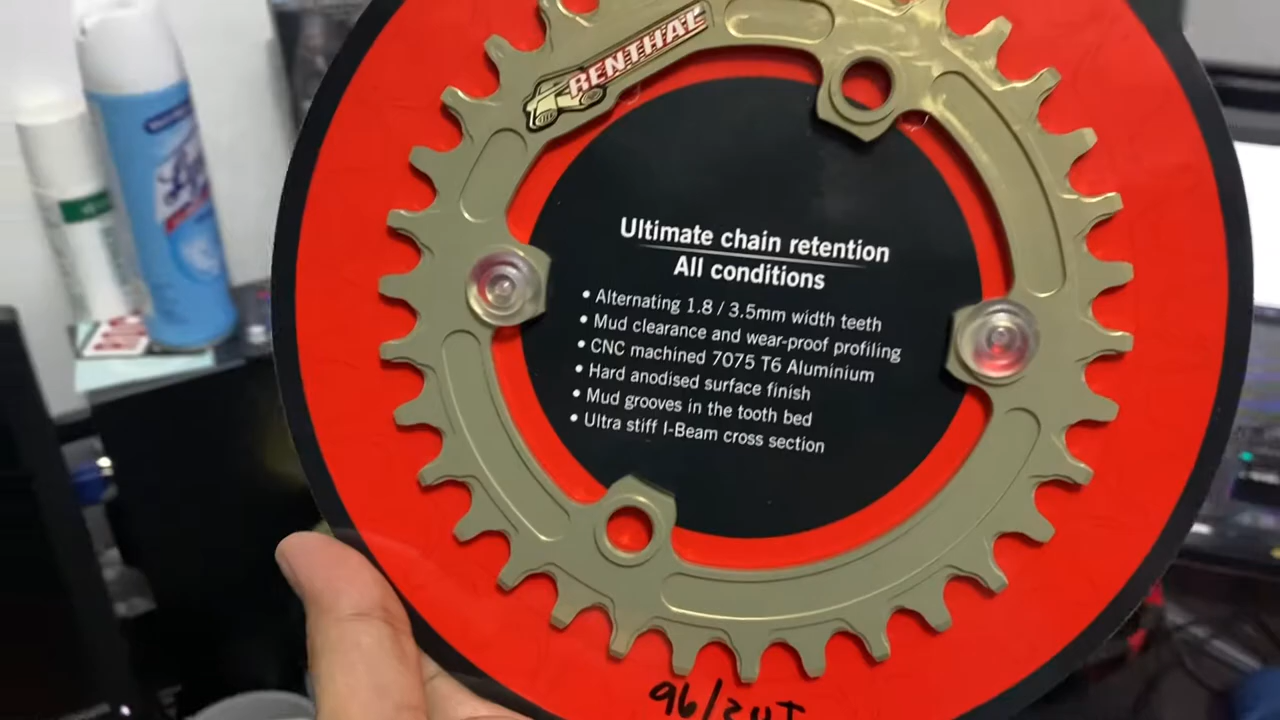 RENTHAL
Ultimate chain retention
All conditions
• Alternating 1.8 / 3.5mm width teeth
• Mud clearance and wear-proof profiling
• CNC machined 7075 T6 Aluminium
• Hard anodised surface finish
• Mud grooves in the tooth bed
• Ultra stiff I-Beam cross section